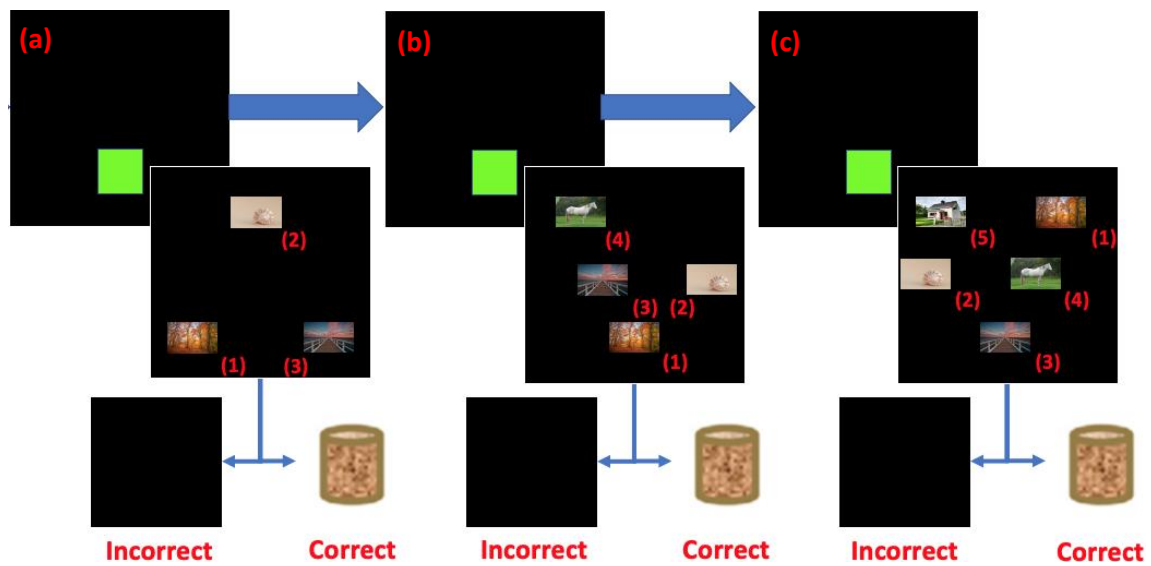 (a)
(b)
(c)
(2)
(1)
(3)
(4)
(3)
(2)
(1)
(5)
(1)
(2)
(4)
(3)
Incorrect
Correct
Incorrect
Correct
Incorrect
Correct